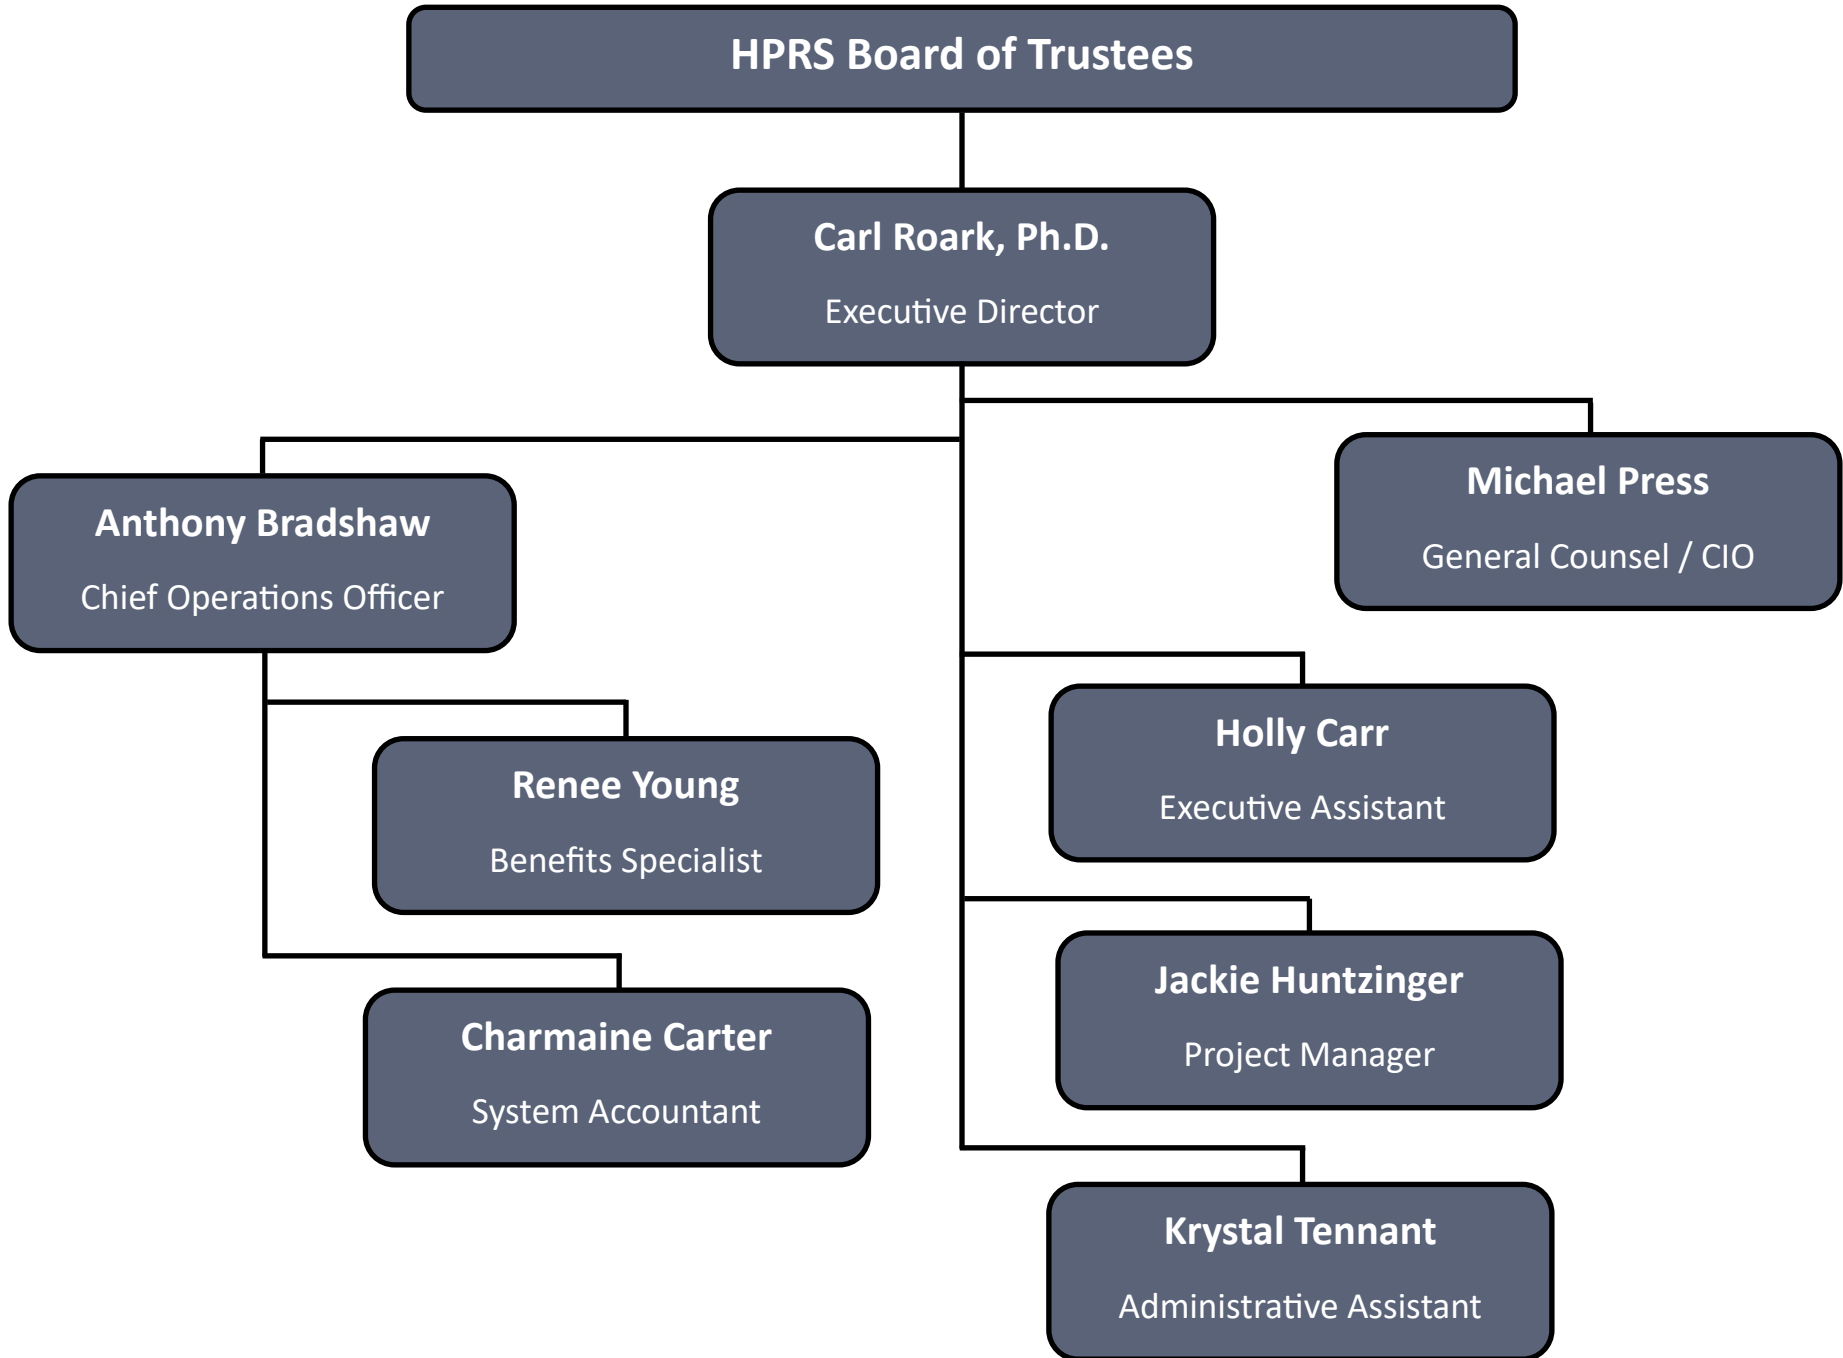 HPRS Board of Trustees
Carl Roark, Ph.D.
Executive Director
Michael Press
General Counsel / CIO
Anthony Bradshaw
Chief Operations Officer
Renee Young
Benefits Specialist
Charmaine Carter
System Accountant
Holly Carr
Executive Assistant
Jackie Huntzinger
Project Manager
Krystal Tennant
Administrative Assistant